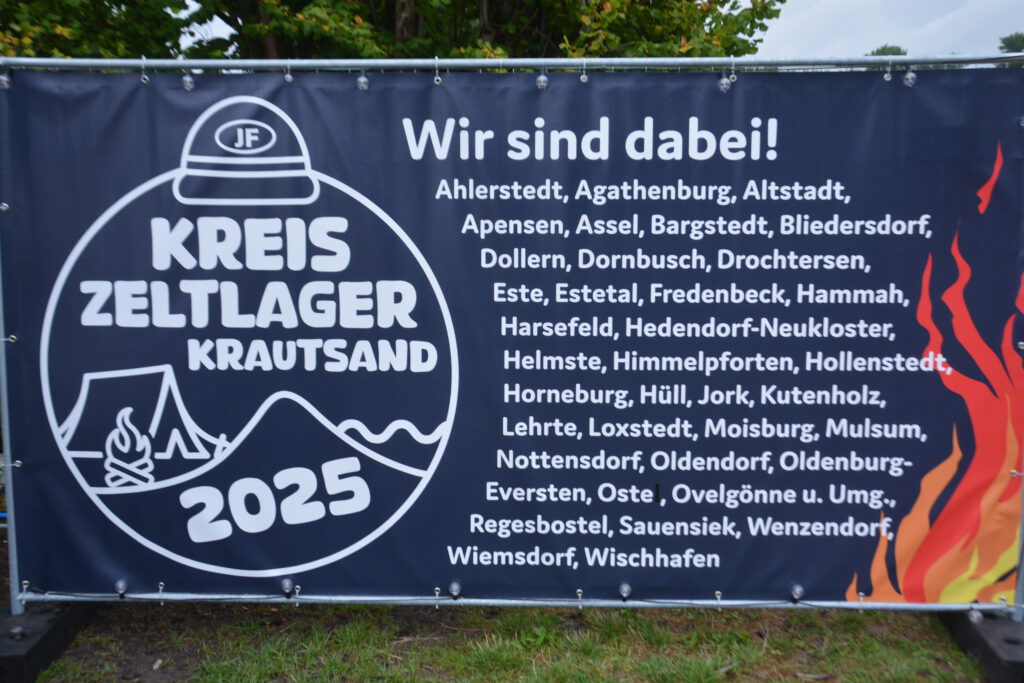 JF
KREIS
ZELTLAGER
KRAUTSAND
2025
Wir sind dabei!
Ahlerstedt, Agathenburg, Altstadt,
Apensen, Assel, Bargstedt, Bliedersdorf,
Dollern, Dornbusch, Drochtersen,
Este, Estetal, Fredenbeck, Hammah,
Harsefeld, Hedendorf-Neukloster,
Helmste, Himmelpforten, Hollenstedt,
Horneburg, Hüll, Jork, Kutenholz,
Lehrte, Loxstedt, Moisburg, Mulsum,
Nottensdorf, Oldendorf, Oldenburg-
Eversten, Oste, Ovelgönne u. Umg.,
Regesbostel, Sauensiek, Wenzendorf,
Wiemsdorf, Wischhafen